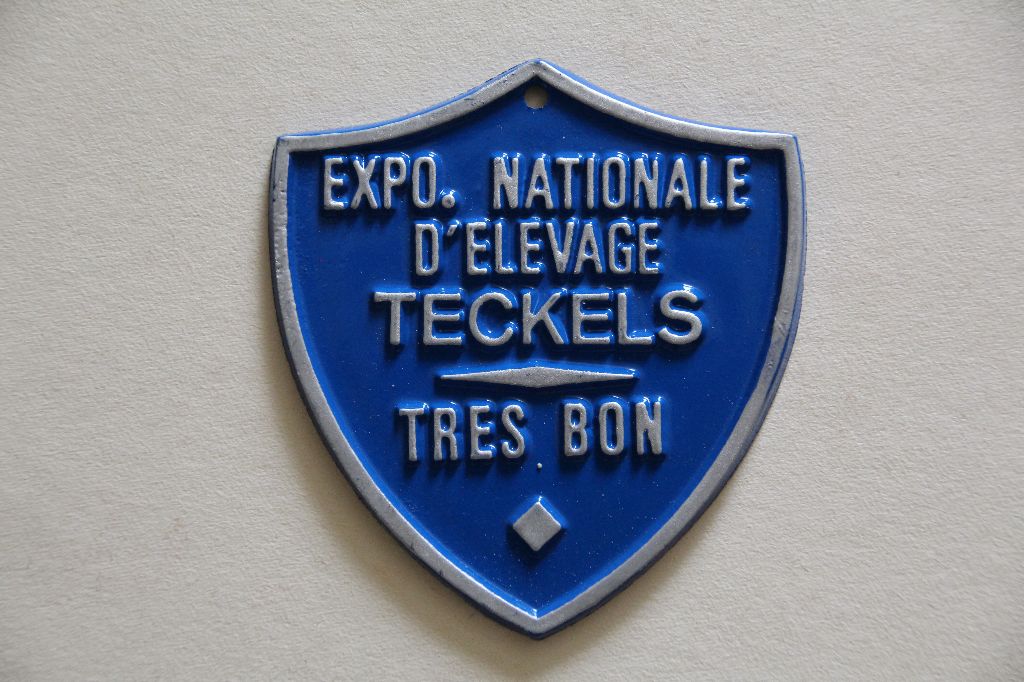 EXPO. NATIONALE
D'ELEVAGE
TECKELS
TRES BON